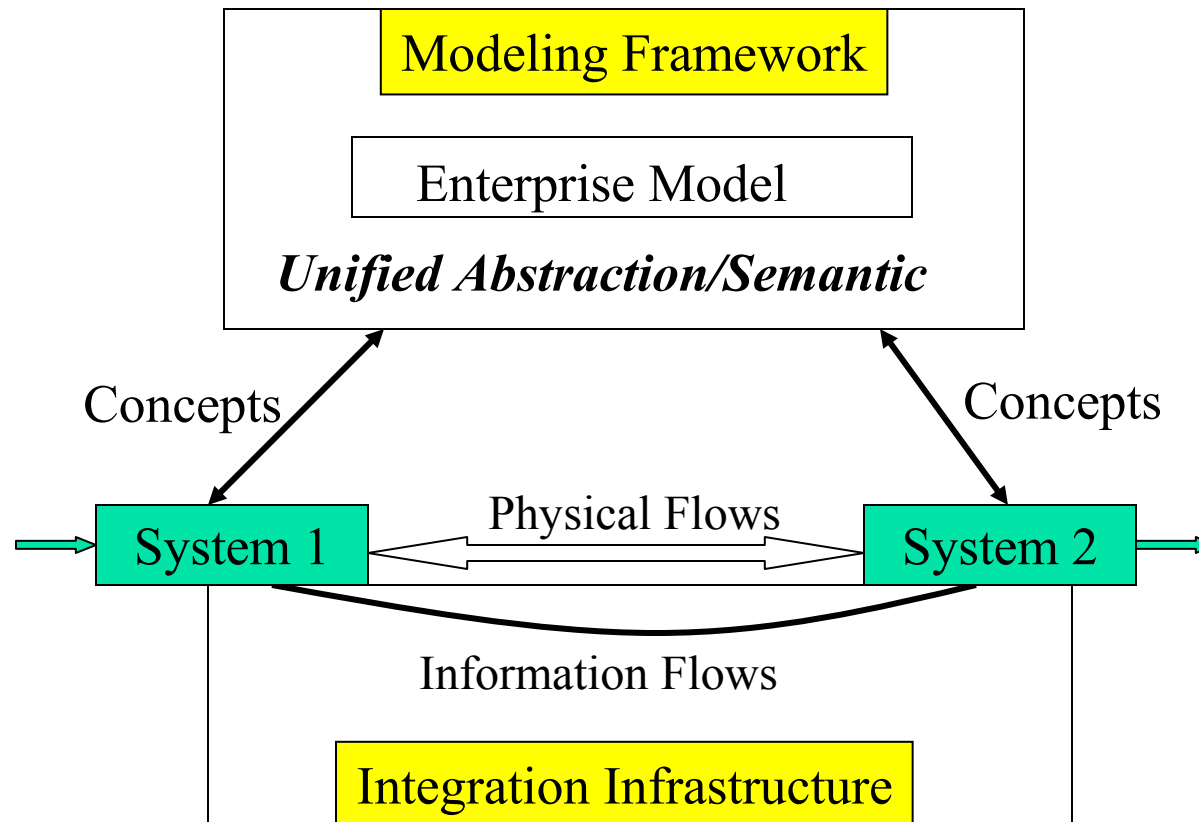 Modeling Framework
Enterprise Model
Unified Abstraction/Semantic
Concepts
Concepts
Physical Flows
System 1
System 2
Information Flows
Integration Infrastructure